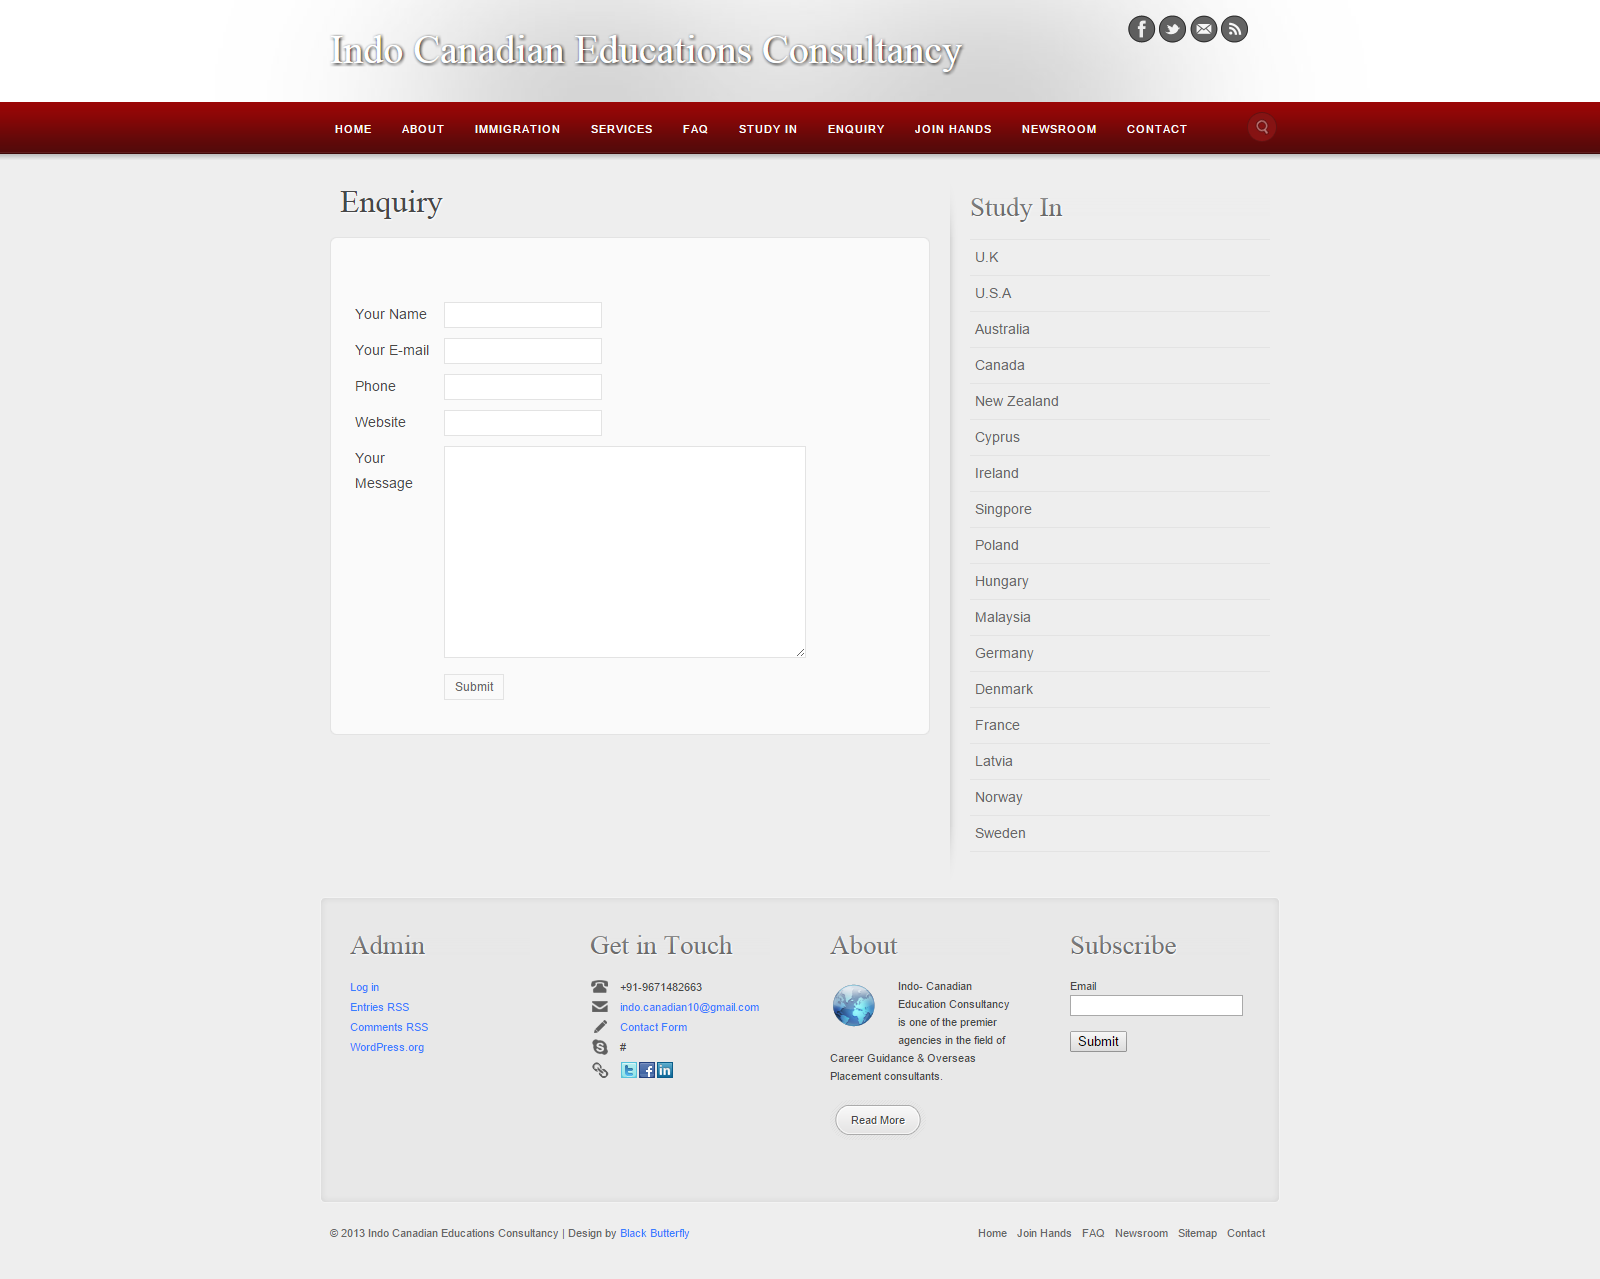 Indo Canadian Educations Consultancy
HOME ABOUT IMMIGRATION SERVICES FAQ STUDY IN ENQUIRY JOIN HANDS NEWSROOM CONTACT
Enquiry
Your Name
Your E-mail
Phone
Website
Your
Message
Submit
Study In
U.K
U.S.A
Australia
Canada
New Zealand
Cyprus
Ireland
Singpore
Poland
Hungary
Malaysia
Germany
Denmark
France
Latvia
Norway
Sweden
Admin
Log in
Entries RSS
Comments RSS
WordPress.org
Get in Touch
+91-9671482663
indo.canadian10@gmail.com
Contact Form
#
About
Indo- Canadian
Education Consultancy
is one of the premier
agencies in the field of
Career Guidance & Overseas
Placement consultants.
Read More
Subscribe
Email
Submit
© 2013 Indo Canadian Educations Consultancy | Design by Black Butterfly
Home Join Hands FAQ Newsroom Sitemap Contact